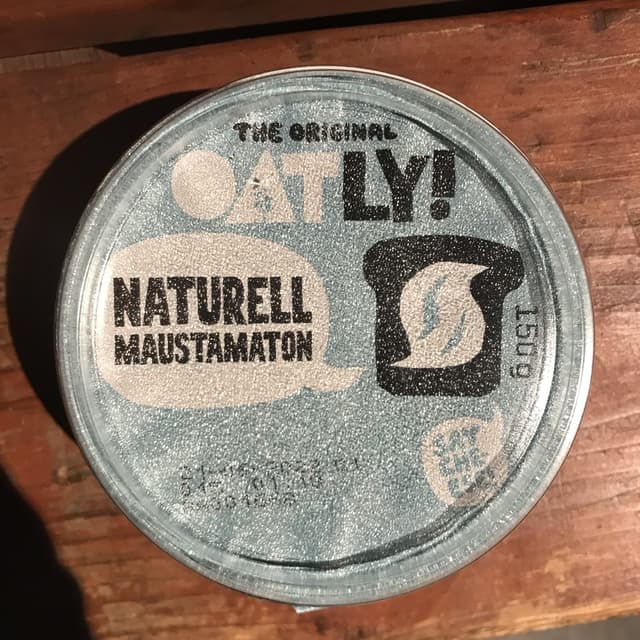 THE ORIGINAL
OATLY!
NATURELL
MAUSTAMATON
150g